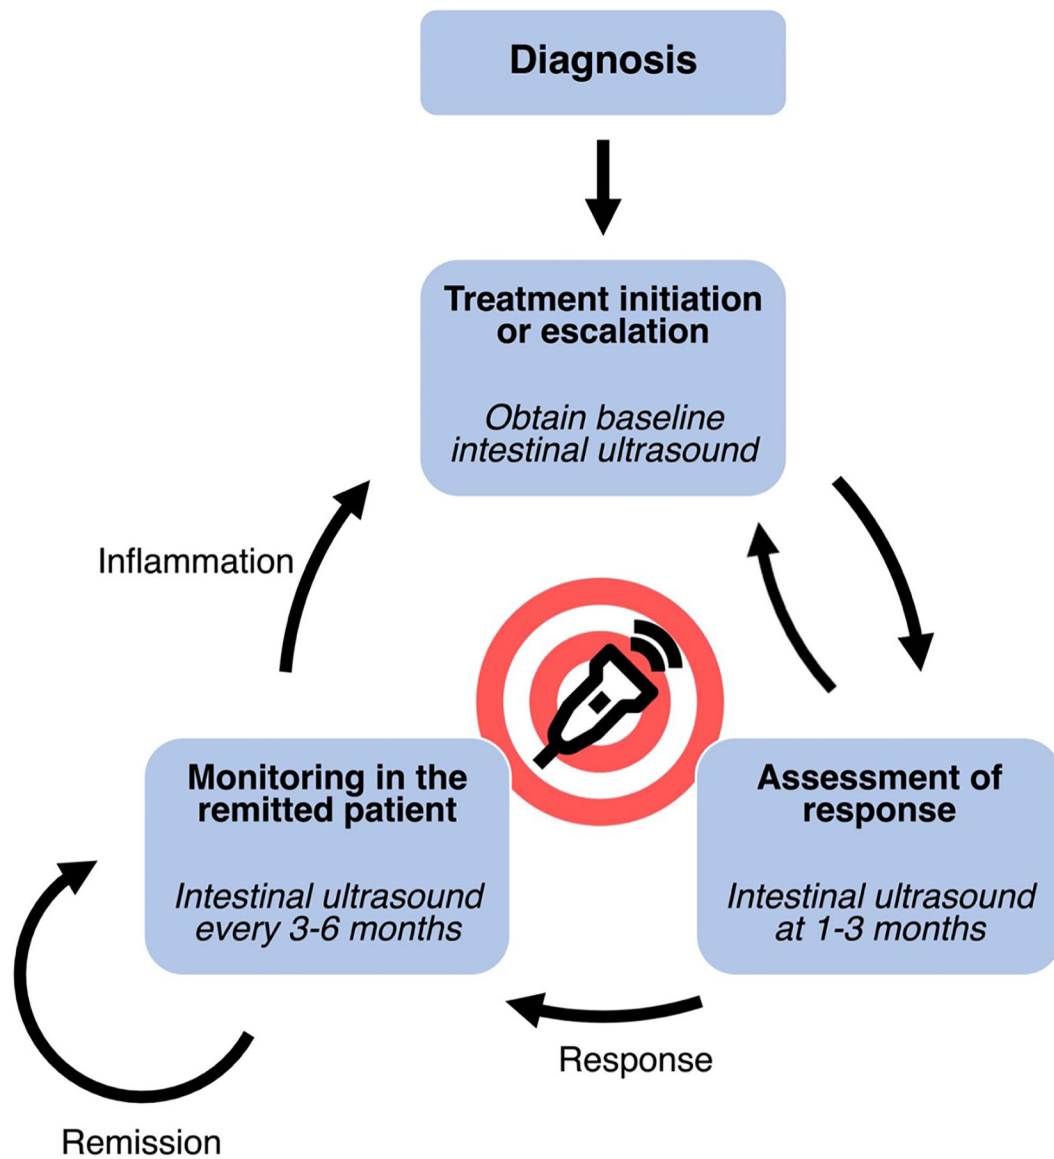 Diagnosis
Treatment initiation
or escalation
Obtain baseline
intestinal ultrasound
Inflammation
Monitoring in the
remitted patient
Intestinal ultrasound
every 3-6 months
Assessment of
response
Intestinal ultrasound
at 1-3 months
Response
Remission